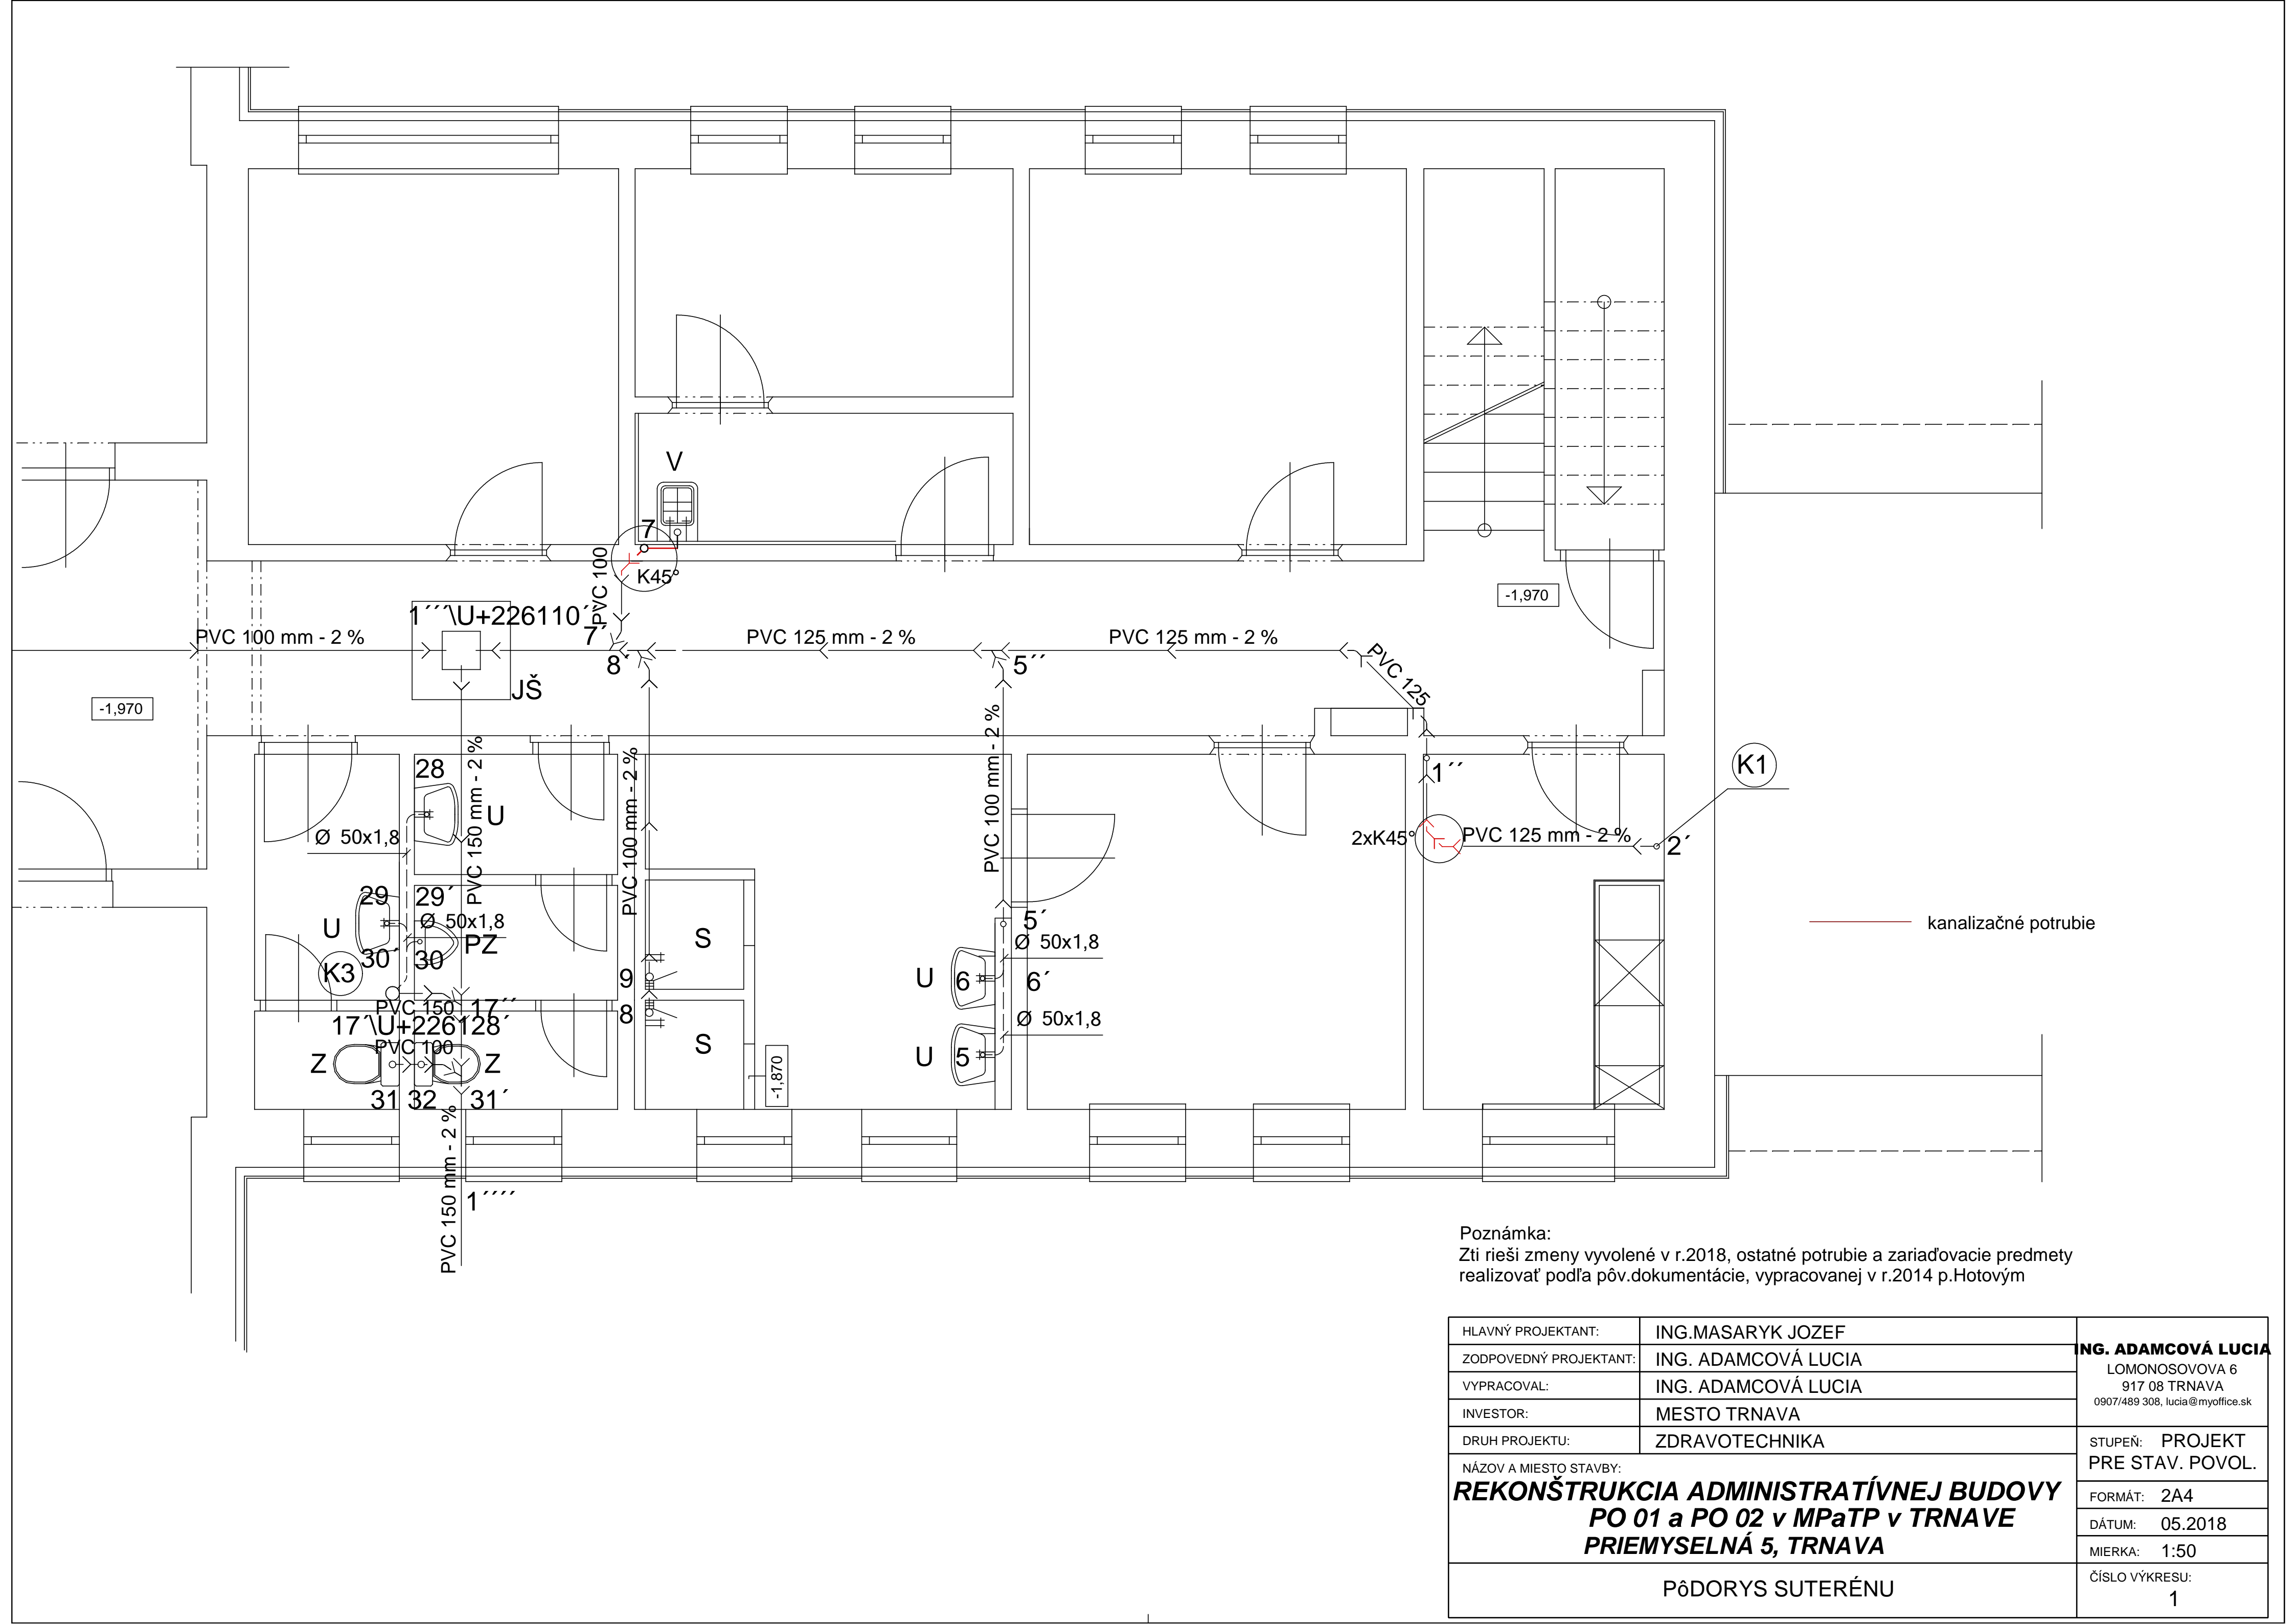 V
7
K45°
PVC 100
-1,970
1´´´\U+226110´
7´
8´
PVC 100 mm - 2 %
PVC 125 mm - 2 %
PVC 125 mm - 2 %
5´´
PVC 125
JŠ
-1,970
28
U
PVC 150 mm - 2 %
PVC 100 mm - 2 %
PVC 100 mm - 2 %
1´´
K1
Ø 50x1,8
2xK45°
PVC 125 mm - 2 %
2´
29
29´
Ø 50x1,8
U
PZ
30´
30
K3
S
5´
Ø 50x1,8
U
6
6´
kanalizačné potrubie
9
8
PVC 150
17´´
17´\U+226128´
PVC 100
Ø 50x1,8
Z
Z
S
U
5
-1,870
31
32
31´
PVC 150 mm - 2 %
1´´´´
Poznámka:
Zti rieši zmeny vyvolené v r.2018, ostatné potrubie a zariaďovacie predmety
realizovať podľa pôv.dokumentácie, vypracovanej v r.2014 p.Hotovým
HLAVNÝ PROJEKTANT: ING.MASARYK JOZEF
ZODPOVEDNÝ PROJEKTANT: ING. ADAMCOVÁ LUCIA
VYPRACOVAL: ING. ADAMCOVÁ LUCIA
INVESTOR: MESTO TRNAVA
DRUH PROJEKTU: ZDRAVOTECHNIKA
NÁZOV A MIESTO STAVBY:
REKONŠTRUKCIA ADMINISTRATÍVNEJ BUDOVY
PO 01 a PO 02 v MPaTP v TRNAVE
PRIEMYSELNÁ 5, TRNAVA
PôDORYS SUTERÉNU
ING. ADAMCOVÁ LUCIA
LOMONOSOVOVA 6
917 08 TRNAVA
0907/489 308, lucia@myoffice.sk
STUPEŇ: PROJEKT
PRE STAV. POVOL.
FORMÁT: 2A4
DÁTUM: 05.2018
MIERKA: 1:50
ČÍSLO VÝKRESU:
1